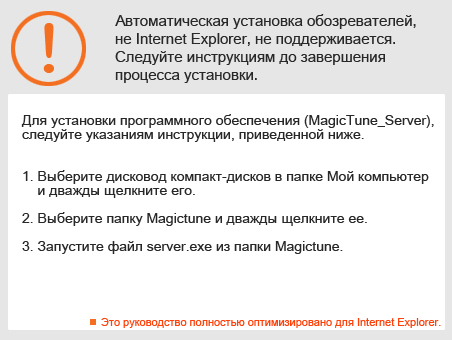 Автоматическая установка обозревателей,
не Internet Explorer, не поддерживается.
Следуйте инструкциям до завершения
процесса установки.
Для установки программного обеспечения (MagicTune_Server),
следуйте указаниям инструкции, приведенной ниже.
1. Выберите дисковод компакт-дисков в папке Мой компьютер
и дважды щелкните его.
2. Выберите папку Magictune и дважды щелкните ее.
3. Запустите файл server.exe из папки Magictune.
Это руководство полностью оптимизировано для Internet Explorer.